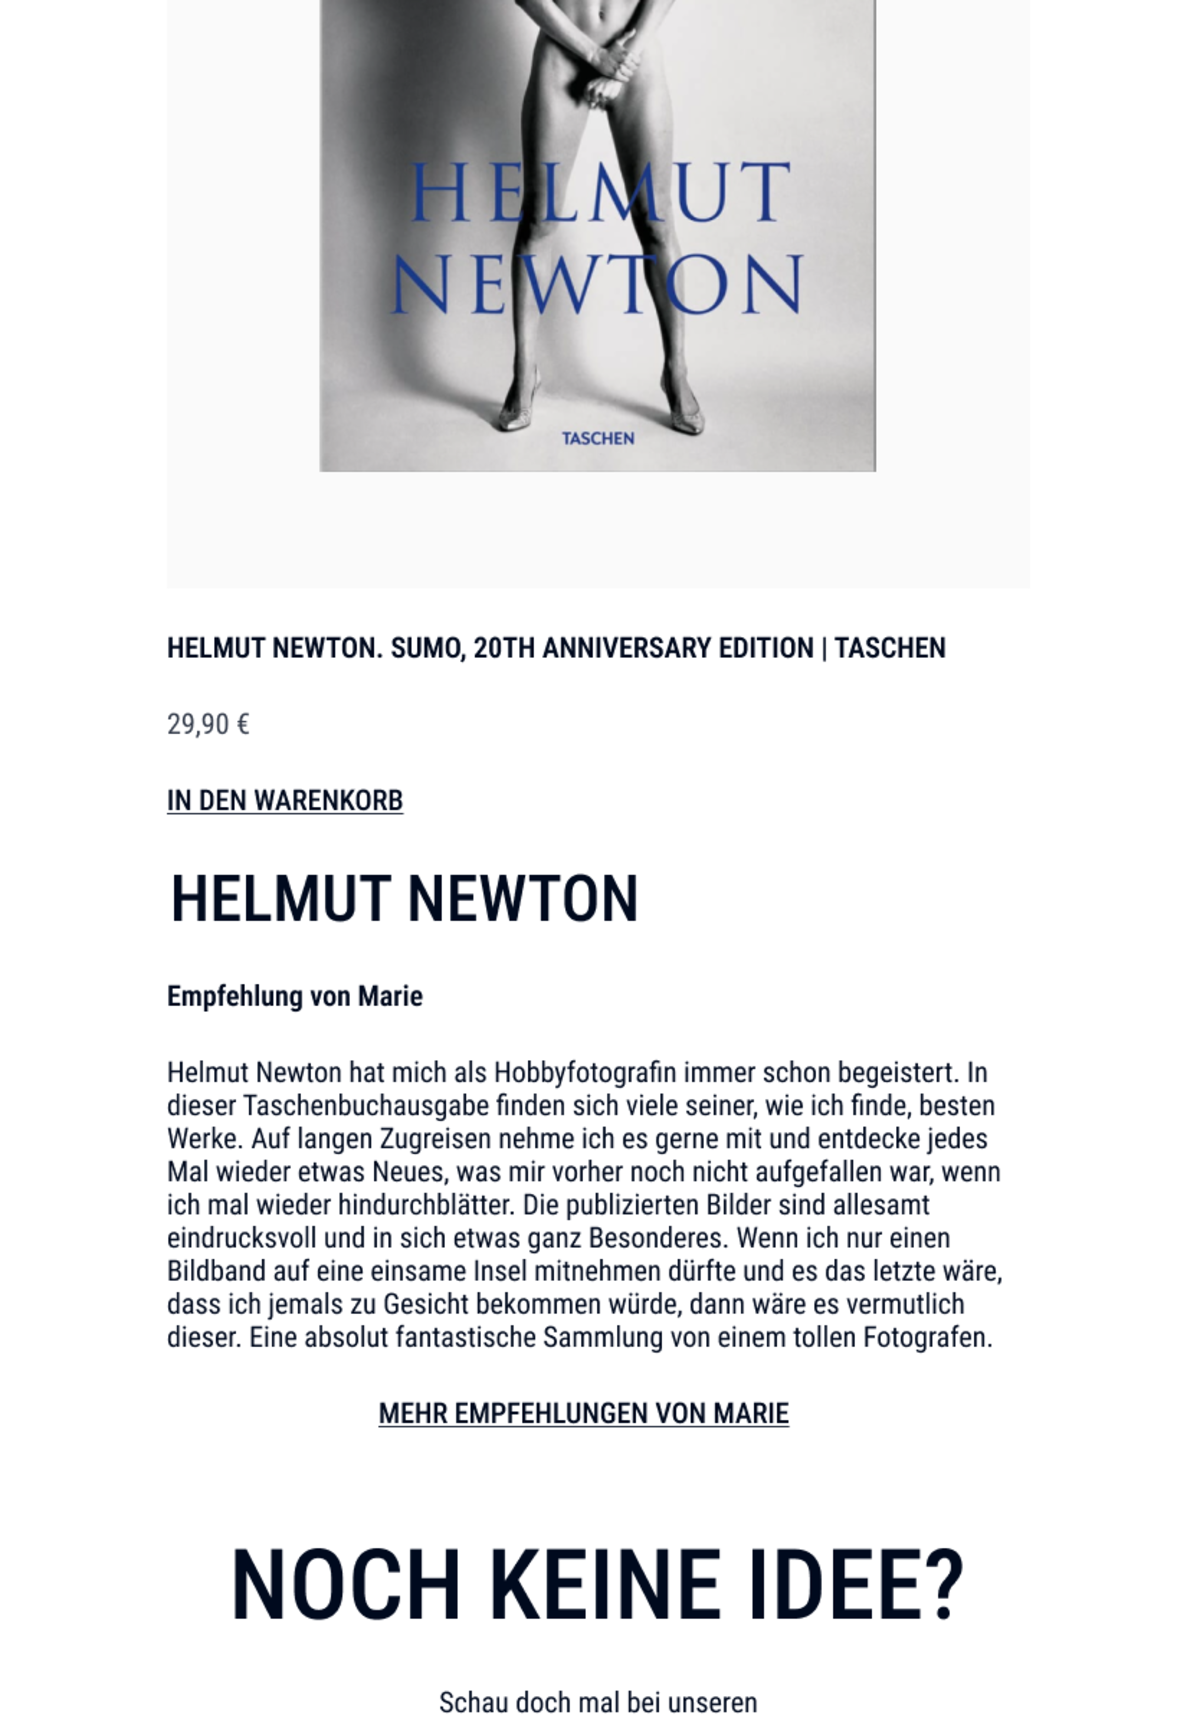 HELMUT
NEWTON
TASCHEN
HELMUT NEWTON. SUMO, 20TH ANNIVERSARY EDITION | TASCHEN
29,90 €
IN DEN WARENKORB
HELMUT NEWTON
Empfehlung von Marie
Helmut Newton hat mich als Hobbyfotografin immer schon begeistert. In
dieser Taschenbuchausgabe finden sich viele seiner, wie ich finde, besten
Werke. Auf langen Zugreisen nehme ich es gerne mit und entdecke jedes
Mal wieder etwas Neues, was mir vorher noch nicht aufgefallen war, wenn
ich mal wieder hindurchblätter. Die publizierten Bilder sind allesamt
eindrucksvoll und in sich etwas ganz Besonderes. Wenn ich nur einen
Bildband auf eine einsame Insel mitnehmen dürfte und es das letzte wäre,
dass ich jemals zu Gesicht bekommen würde, dann wäre es vermutlich
dieser. Eine absolut fantastische Sammlung von einem tollen Fotografen.
MEHR EMPFEHLUNGEN VON MARIE
NOCH KEINE IDEE?
Schau doch mal bei unseren